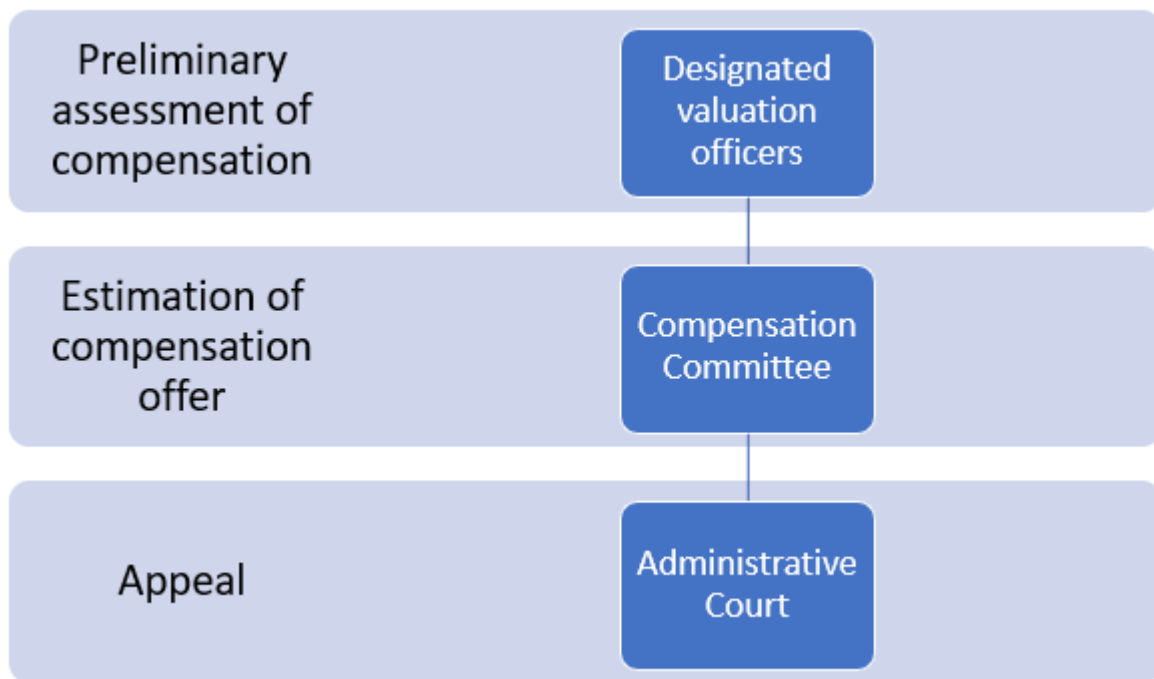 Preliminary
assessment of
compensation
Designated
valuation
officers
Estimation of
compensation
offer
Compensation
Committee
Appeal
Administrative
Court